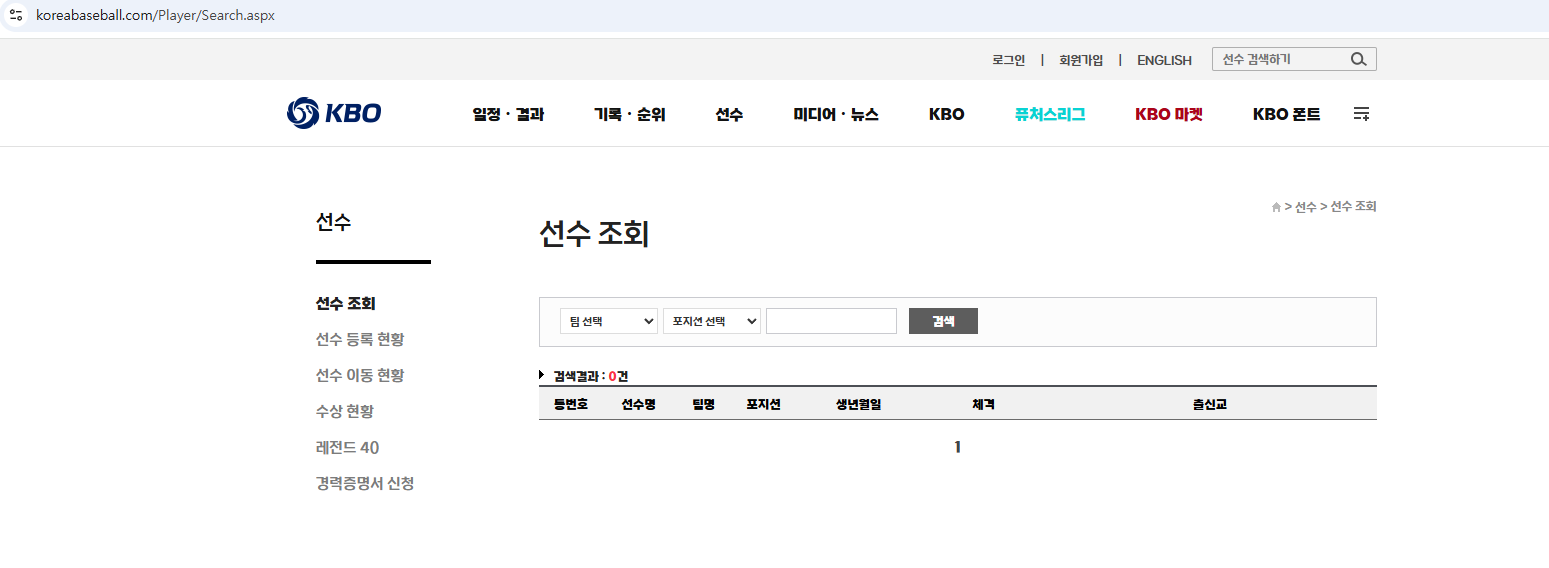 koreabaseball.com/Player/Search.aspx
로그인 | 회원가입 | ENGLISH 선수 검색하기
KBO 일정 · 결과 기록 · 순위 선수 미디어 · 뉴스 KBO 퓨처스리그 KBO 마켓 KBO 폰트
> 선수 > 선수 조회
선수
선수 조회
선수 등록 현황
선수 이동 현황
수상 현황
레전드 40
경력증명서 신청
선수 조회
팀 선택 포지션 선택 검색
검색결과 : 0건
등번호 선수명 팀명 포지션 생년월일 체격 출신교
1